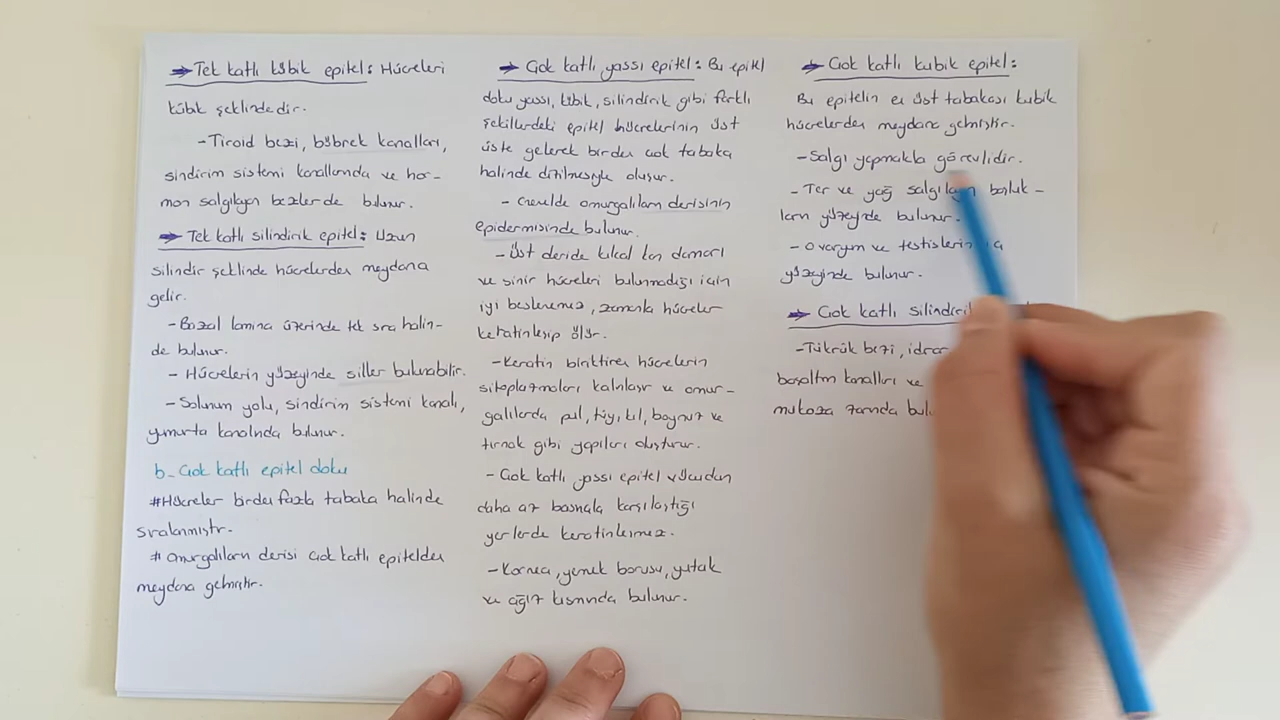 → Tek katlı kübik epitel: Hücreleri
kübik şeklindedir.
-Tiroid bezi, böbrek kanalları,
sindirim sistemi kanallarında ve hor-
mon salgılayan bezlerde bulunur.
→ Tek katlı silindirik epitel: Uzun
silindir şeklinde hücrelerden meydana
gelir.
-Bazal lamina üzerinde tek sıra halin-
de bulunur.
- Hücrelerin yüzeyinde siller bulunabilir.
- Solunum yolu, sindirim sistemi kanalı,
yumurta kanalında bulunur.
b- Çok katlı epitel doku
#Hücreler birden fazla tabaka halinde
sıralanmıştır.
# Omurgalıların derisi çok katlı epitelden
meydana gelmiştir.
→ Çok katlı yassı epitel: Bu epitel
doku yassı, kübik, silindirik gibi farklı
şekillerdeki epitel hücrelerinin üst
üste gelerek birden çok tabaka
halinde dizilmesiyle oluşur.
- Genelde omurgalıların derisinin
epidermisinde bulunur.
-Üst deride kılcal kan damarı
ve sinir hücreleri bulunmadığı için
iyi beslenemez, zamanla hücreler
keratinleşip ölür.
-Keratin biriktiren hücrelerin
sitoplazmaları kalınlaşır ve omur-
galılarda pul, tüy, kıl, boynuz ve
tırnak gibi yapıları oluşturur.
- Çok katlı yassı epitel vücudun
daha az basınçla karşılaştığı
yerlerde keratinleşmez.
-Kornea, yemek borusu, yutak
ve ağız kısmında bulunur.
→ Çok katlı kübik epitel:
Bu epitelin en üst tabakası kübik
hücrelerden meydana gelmiştir.
-Salgı yapmakla görevlidir.
- Ter ve yağ salgılayan boşluk-
ların yüzeyinde bulunur.
- Ovaryum ve testislerin
yüzeyinde bulunur.
→ Çok katlı
-Tükrük bezi,
boşaltım kanalları ve
mukoza zarında